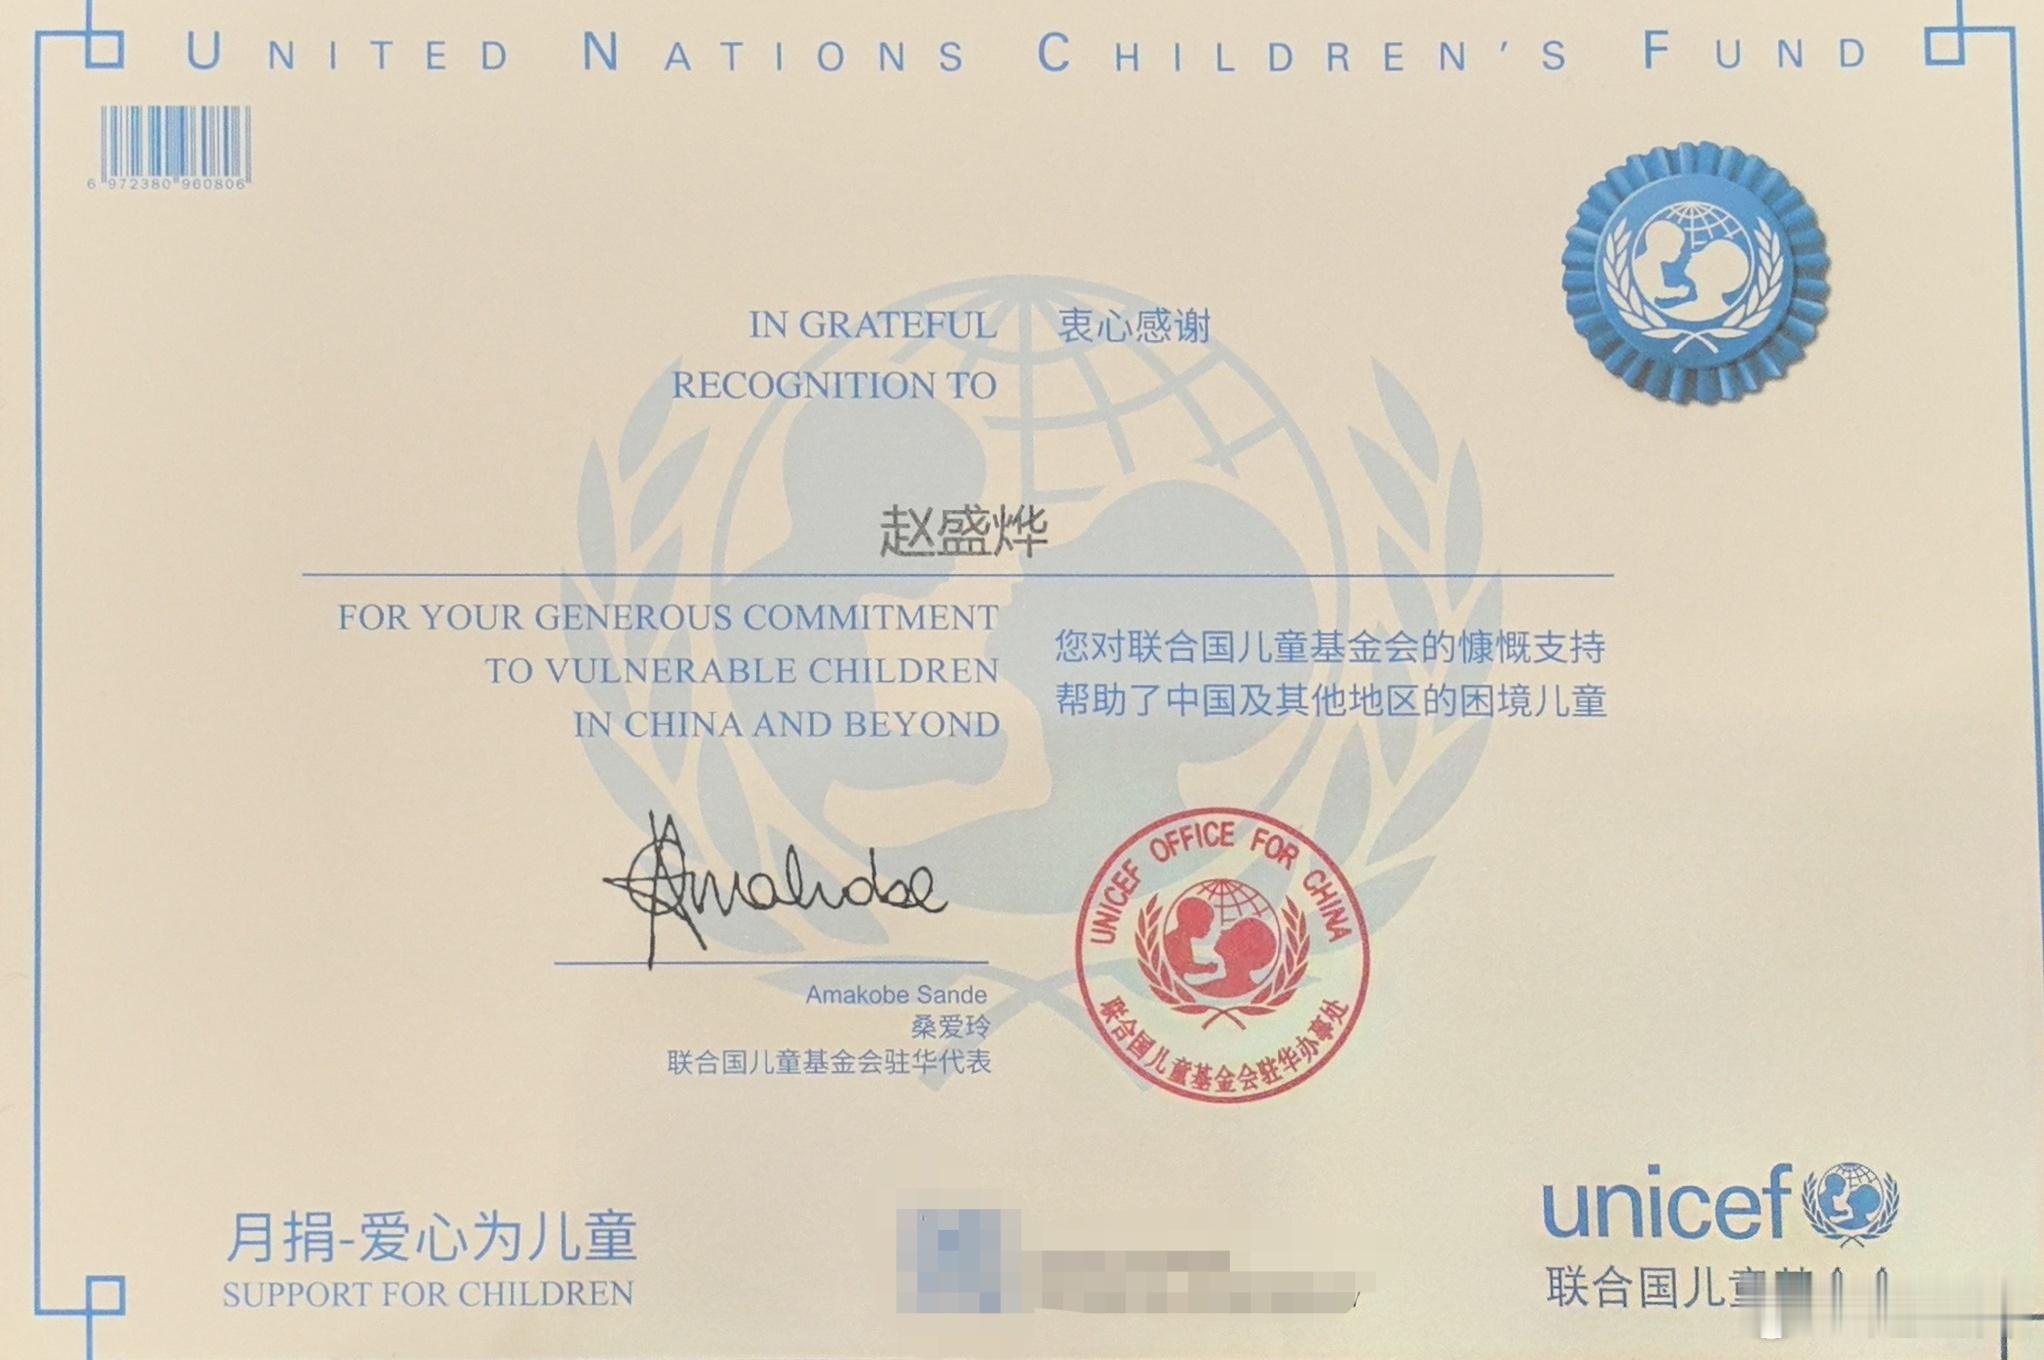 UNITED NATIONS CHILDREN'S FUND
6 972380 960806
IN GRATEFUL
RECOGNITION TO
衷心感谢
赵盛烨
FOR YOUR GENEROUS COMMITMENT
TO VULNERABLE CHILDREN
IN CHINA AND BEYOND
您对联合国儿童基金会的慷慨支持
帮助了中国及其他地区的困境儿童
Amakobe
Amakobe Sande
桑爱玲
联合国儿童基金会驻华代表
UNICEF OFFICE FOR CHINA
联合国儿童基金会驻华办事处
月捐-爱心为儿童
SUPPORT FOR CHILDREN
unicef
联合国儿